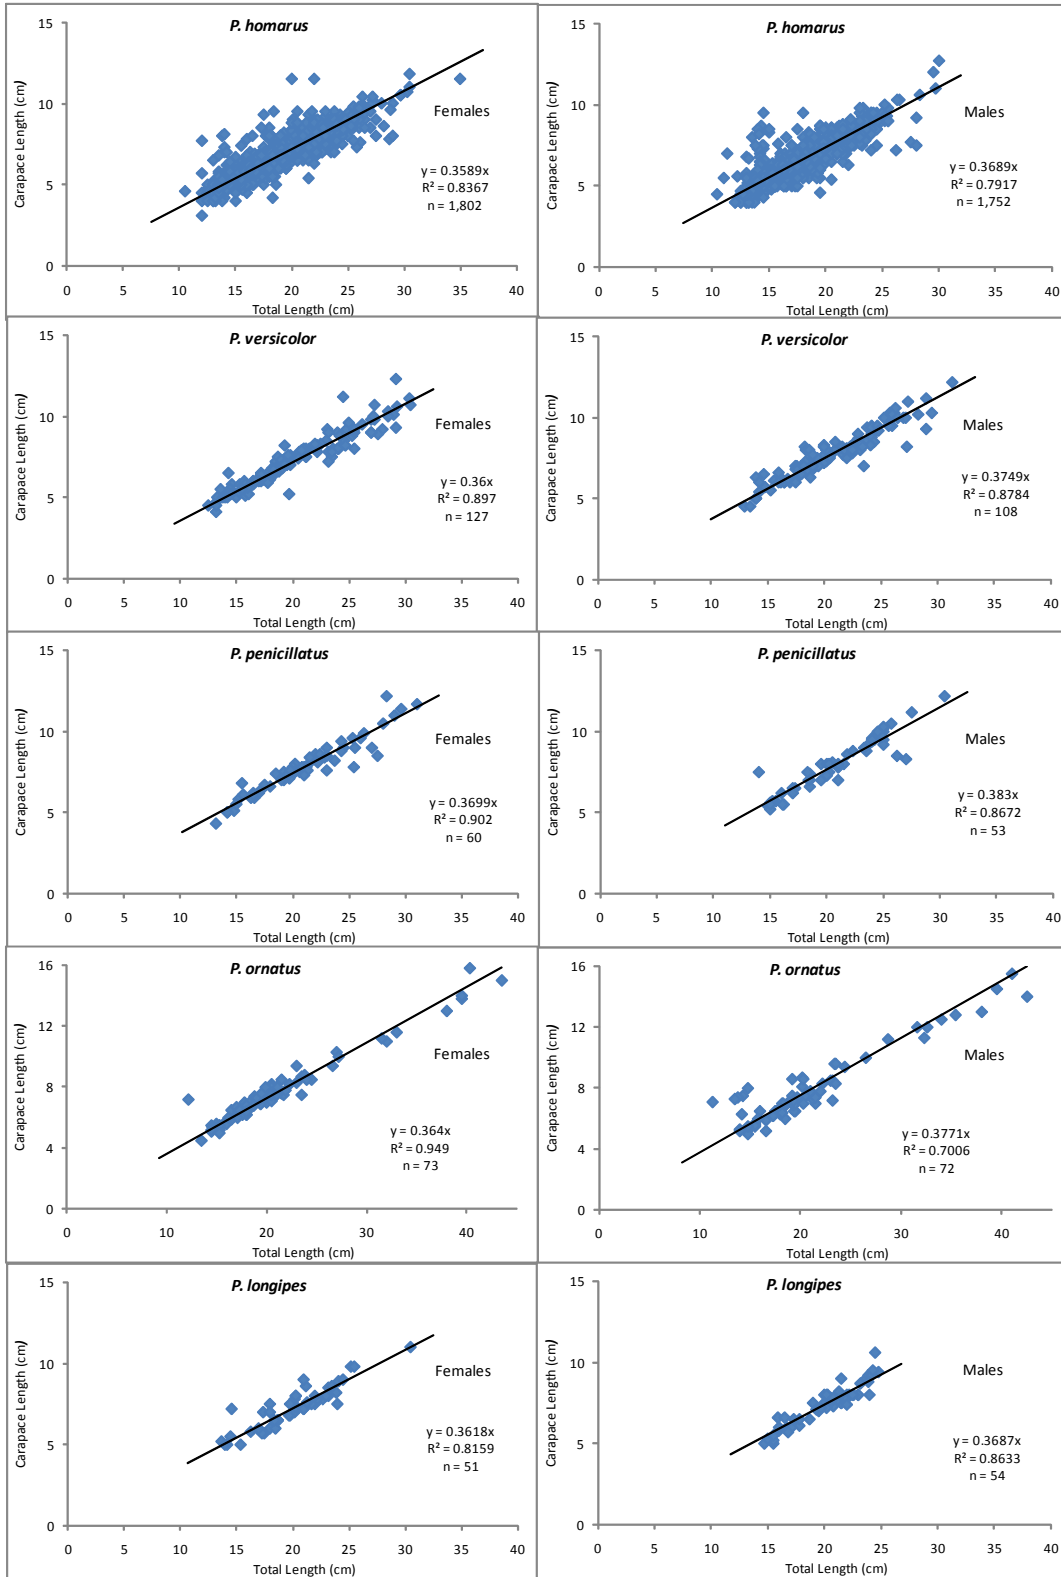 P. homarus
Carapace Length (cm)
15
10
5
0
Females
y = 0.3589x
R² = 0.8367
n = 1,802
0 5 10 15 20 25 30 35 40
Total Length (cm)
P. homarus
Carapace Length (cm)
15
10
5
0
Males
y = 0.3689x
R² = 0.7917
n = 1,752
0 5 10 15 20 25 30 35 40
Total Length (cm)
P. versicolor
Carapace Length (cm)
15
10
5
0
Females
y = 0.36x
R² = 0.897
n = 127
0 5 10 15 20 25 30 35 40
Total Length (cm)
P. versicolor
Carapace Length (cm)
15
10
5
0
Males
y = 0.3749x
R² = 0.8784
n = 108
0 5 10 15 20 25 30 35 40
Total Length (cm)
P. penicillatus
Carapace Length (cm)
15
10
5
0
Females
y = 0.3699x
R² = 0.902
n = 60
0 5 10 15 20 25 30 35 40
Total Length (cm)
P. penicillatus
Carapace Length (cm)
15
10
5
0
Males
y = 0.383x
R² = 0.8672
n = 53
0 5 10 15 20 25 30 35 40
Total Length (cm)
P. ornatus
Carapace Length (cm)
16
12
8
4
0
Females
y = 0.364x
R² = 0.949
n = 73
0 10 20 30 40
Total Length (cm)
P. ornatus
Carapace Length (cm)
16
12
8
4
0
Males
y = 0.3771x
R² = 0.7006
n = 72
0 10 20 30 40
Total Length (cm)
P. longipes
Carapace Length (cm)
15
10
5
0
Females
y = 0.3618x
R² = 0.8159
n = 51
0 5 10 15 20 25 30 35 40
Total Length (cm)
P. longipes
Carapace Length (cm)
15
10
5
0
Males
y = 0.3687x
R² = 0.8633
n = 54
0 5 10 15 20 25 30 35 40
Total Length (cm)